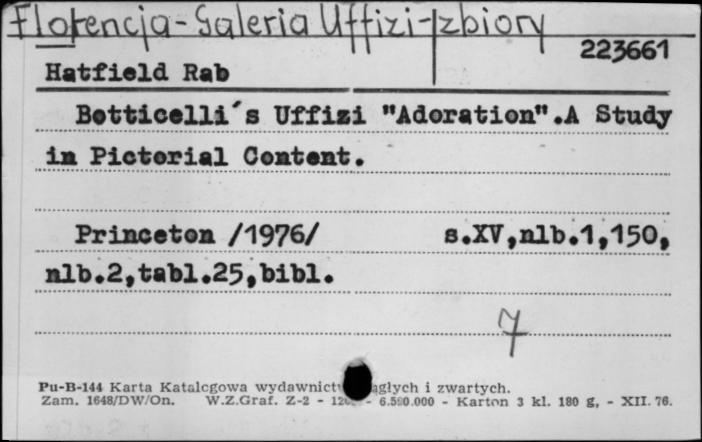 Florencja-Galeria Uffizi-zbiory
223661
Hatfield Rab
Botticelli´s Uffizi "Adoration".A Study
in Pictorial Content.
Princeton /1976/ s.XV,nlb.1,150,
nlb.2,tabl.25,bibl.
7
Pu-B-144 Karta Katalogowa wydawnict i zwartych.
Zam. 1648/DW/On. W.Z.Graf. Z-2 - - 6.500.000 - Karton 3 kl. 180 g, - XII. 76.